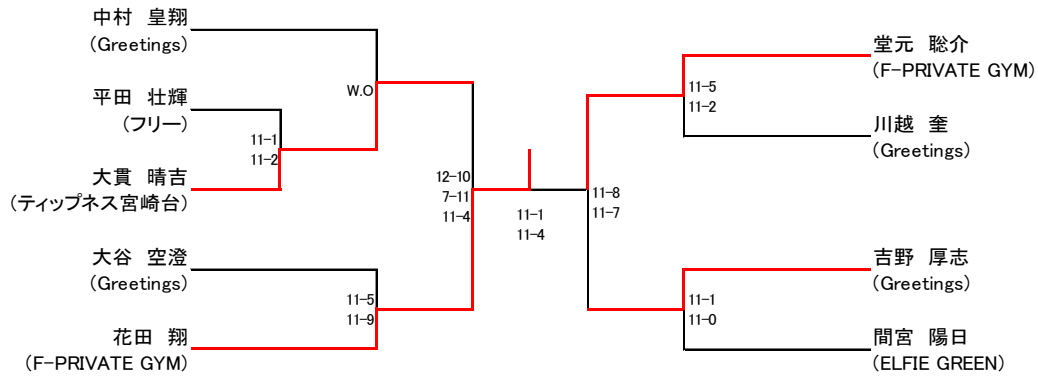 中村 皇翔
(Greetings)
平田 壮輝
(フリー)
大貫 晴吉
(ティップネス宮崎台)
大谷 空澄
(Greetings)
花田 翔
(F-PRIVATE GYM)
W.O
11-1
11-2
11-5
11-9
12-10
7-11
11-4
11-1
11-4
11-8
11-7
11-5
11-2
11-1
11-0
堂元 聡介
(F-PRIVATE GYM)
川越 奎
(Greetings)
吉野 厚志
(Greetings)
間宮 陽日
(ELFIE GREEN)